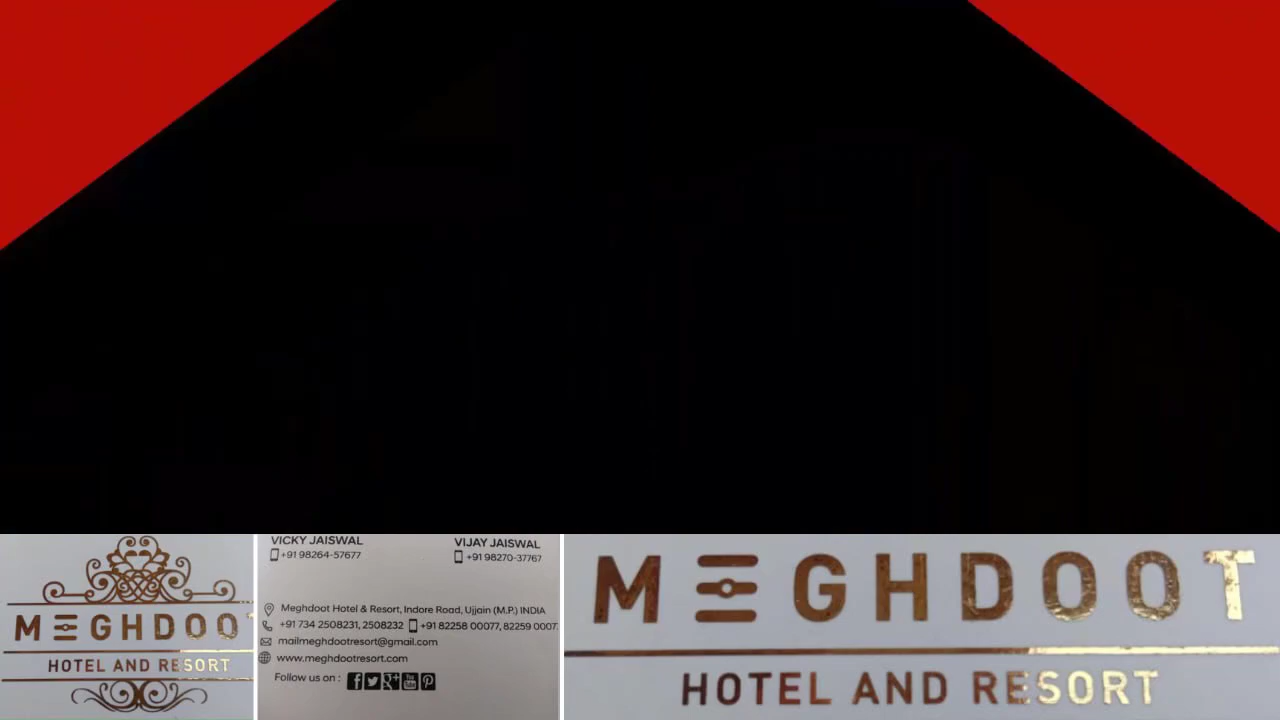 MEGHDOO
HOTEL AND RESORT
VICKY JAISWAL
+91 98264-57677
VIJAY JAISWAL
+91 98270-37767
Meghdoot Hotel & Resort, Indore Road, Ujjain (M.P.) INDIA
+91 734 2508231, 2508232 +91 82258 00077, 82259 0007
mailmeghdootresort@gmail.com
www.meghdootresort.com
Follow us on :
MEGHDOOT
HOTEL AND RESORT